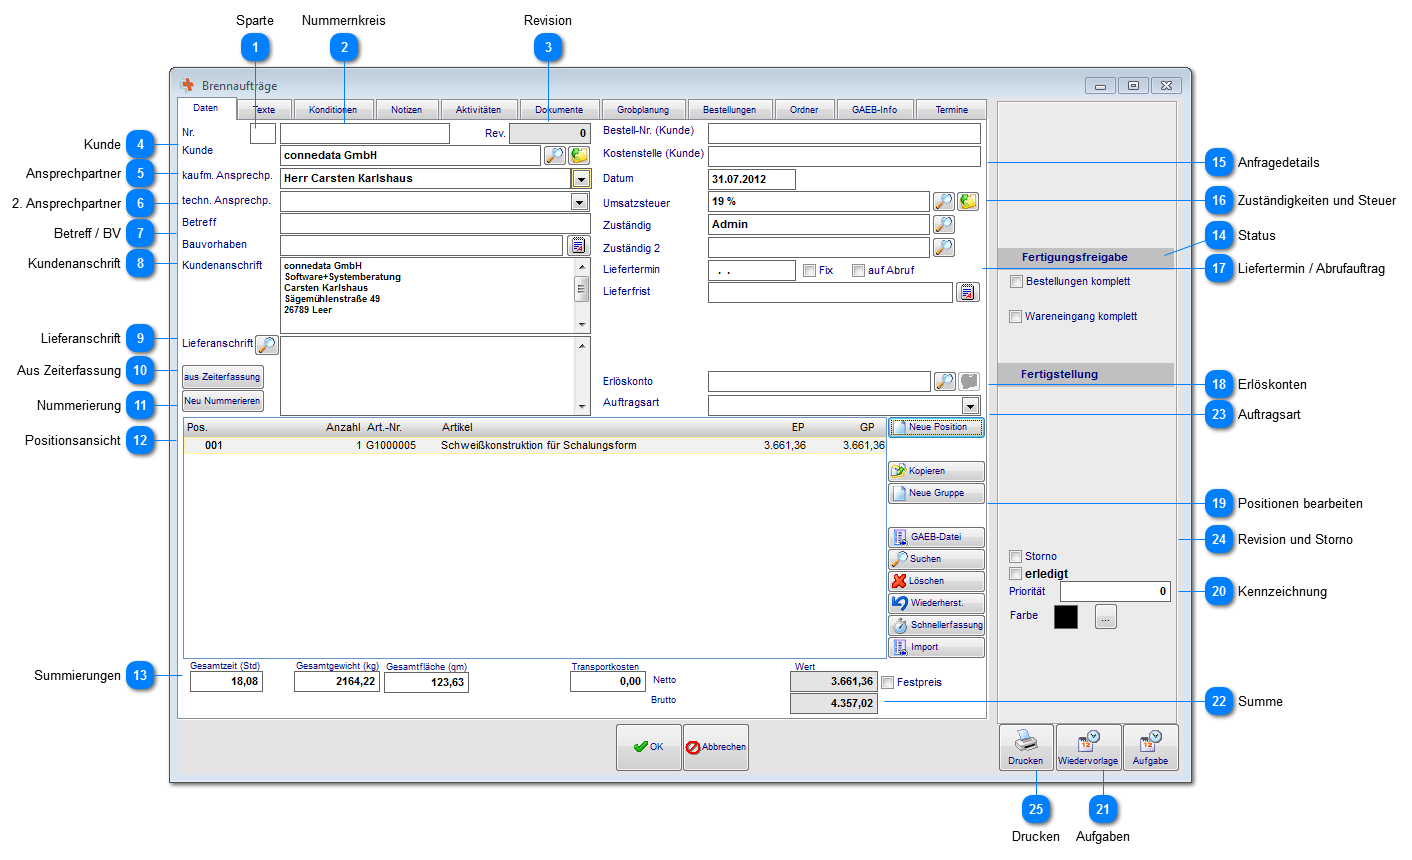 Sparte Nummernkreis Revision
1 2 3
Brennaufträge
Daten Texte Konditionen Notizen Aktivitäten Dokumente Grobplanung Bestellungen Ordner GAEB-Info Termine
Nr. Rev. 0 Bestell-Nr. (Kunde)
Kunde 4 Kunde connedata GmbH Kostenstelle (Kunde)
15 Anfragedetails
Ansprechpartner 5 kaufm. Ansprechp. Herr Carsten Karlshaus Datum 31.07.2012
2. Ansprechpartner 6 techn. Ansprechp. Umsatzsteuer 19 % 16 Zuständigkeiten und Steuer
Betreff / BV 7 Betreff Zuständig Admin
14 Status
Bauvorhaben Zuständig 2
Fertigungsfreigabe
Kundenanschrift 8 Kundenanschrift Liefertermin . . Fix auf Abruf 17 Liefertermin / Abrufauftrag
connedata GmbH
Software+Systemberatung
Carsten Karlshaus
Sägemühlenstraße 49
26789 Leer
Lieferfrist
Bestellungen komplett
Wareneingang komplett
Lieferanschrift 9 Lieferanschrift
Aus Zeiterfassung 10 aus Zeiterfassung
Fertigstellung
Erlöskonto 18 Erlöskonten
Nummerierung 11 Neu Nummerieren Auftragsart 23 Auftragsart
Positionsansicht 12
Pos. Anzahl Art.-Nr. Artikel EP GP Neue Position
001 1 G1000005 Schweißkonstruktion für Schalungsform 3.661,36 3.661,36
Kopieren
Neue Gruppe
19 Positionen bearbeiten
GAEB-Datei
24 Revision und Storno
Suchen
Storno
Löschen
erledigt
Priorität 0 20 Kennzeichnung
Wiederherst.
Farbe ...
Schnellerfassung
Import
Summierungen 13
Gesamtzeit (Std) Gesamtgewicht (kg) Gesamtfläche (qm) Transportkosten Wert
18,08 2164,22 123,63 0,00 Netto 3.661,36 Festpreis
Brutto 4.357,02 22 Summe
OK Abbrechen
12 12
Drucken Wiedervorlage Aufgabe
25 21
Drucken Aufgaben